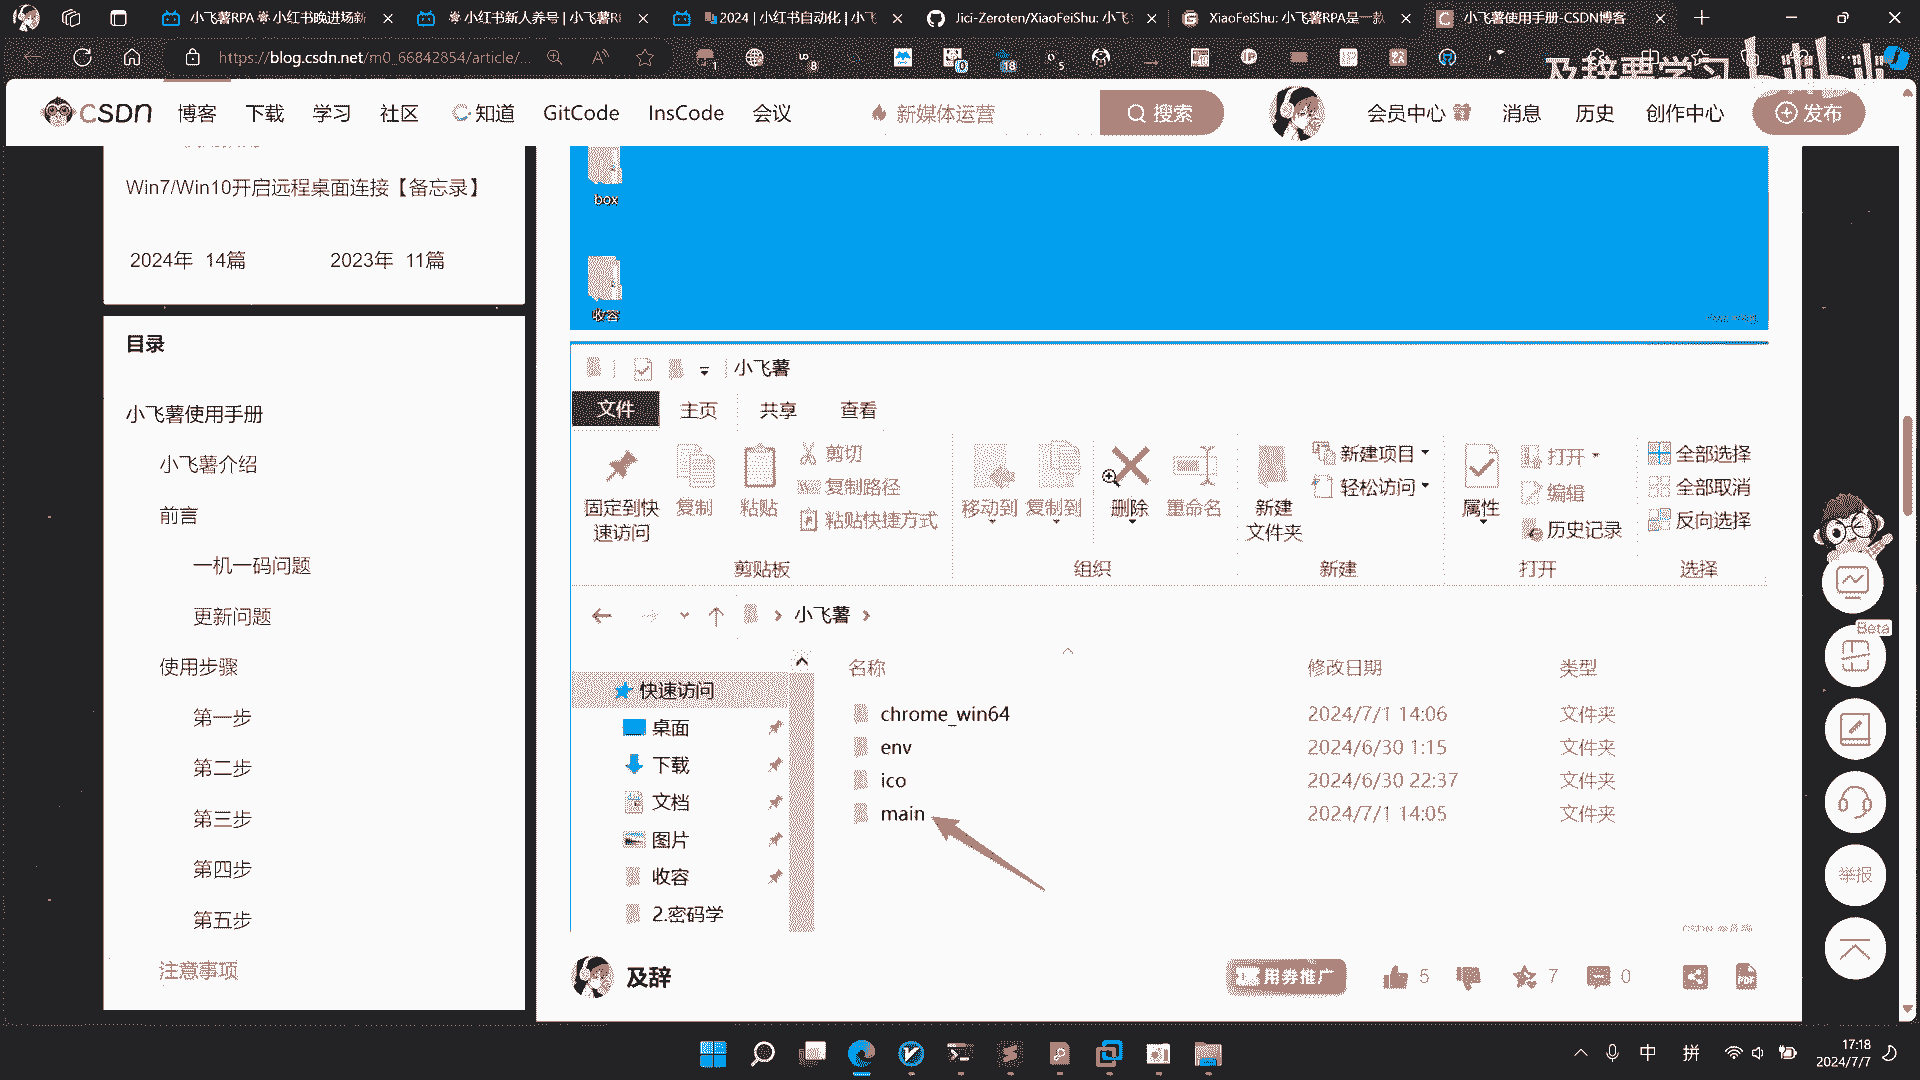 小飞薯RPA
小红书晚进场新
小红书新人养号 | 小飞薯R
2024 | 小红书自动化 | 小飞
Jici-Zeroten/XiaoFeiShu: 小飞
XiaoFeiShu: 小飞薯RPA是一款
小飞薯使用手册-CSDN博客
https://blog.csdn.net/m0_66842854/article/...
及辞要学习 bilibili
CSDN 博客 下载 学习 社区 知道 GitCode InsCode 会议 新媒体运营 搜索 会员中心 消息 历史 创作中心 发布
Win7/Win10开启远程桌面连接【备忘录】
2024年 14篇 2023年 11篇
目录
小飞薯使用手册
小飞薯介绍
前言
一机一码问题
更新问题
使用步骤
第一步
第二步
第三步
第四步
第五步
注意事项
box
收容
小飞薯
文件 主页 共享 查看
固定到快速访问
复制
粘贴
剪切
复制路径
粘贴快捷方式
剪贴板
移动到
复制到
删除
重命名
组织
新建
文件夹
新建项目
轻松访问
新建
属性
打开
编辑
历史记录
打开
全部选择
全部取消
反向选择
选择
小飞薯
快速访问
桌面
下载
文档
图片
收容
2.密码学
名称 修改日期 类型
chrome_win64 2024/7/1 14:06 文件夹
env 2024/6/30 1:15 文件夹
ico 2024/6/30 22:37 文件夹
main 2024/7/1 14:05 文件夹
及辞
用券推广
5
7
0
Beta
举报
中
拼
17:18
2024/7/7